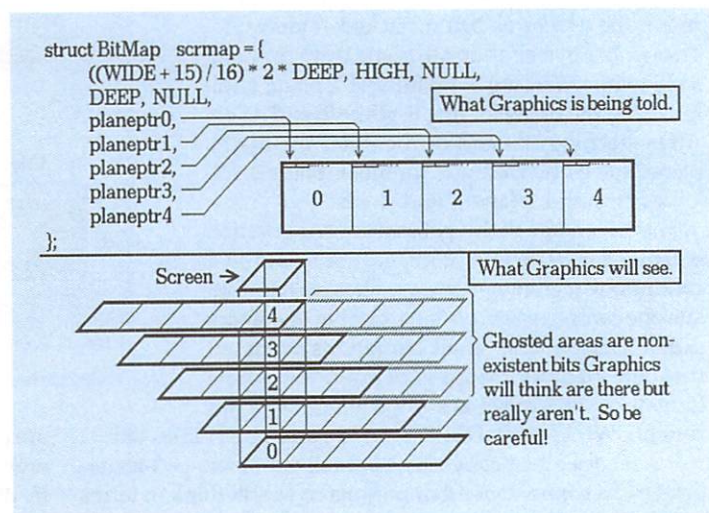 struct BitMap scrmap = {
((WIDE + 15) / 16) * 2 * DEEP, HIGH, NULL,
DEEP, NULL,
What Graphics is being told.
planeptr0,
planeptr1,
planeptr2,
planeptr3,
planeptr4
0 1 2 3 4
};
What Graphics will see.
Screen →
4
3
2
1
0
Ghosted areas are non-
existent bits Graphics
will think are there but
really aren't. So be
careful!